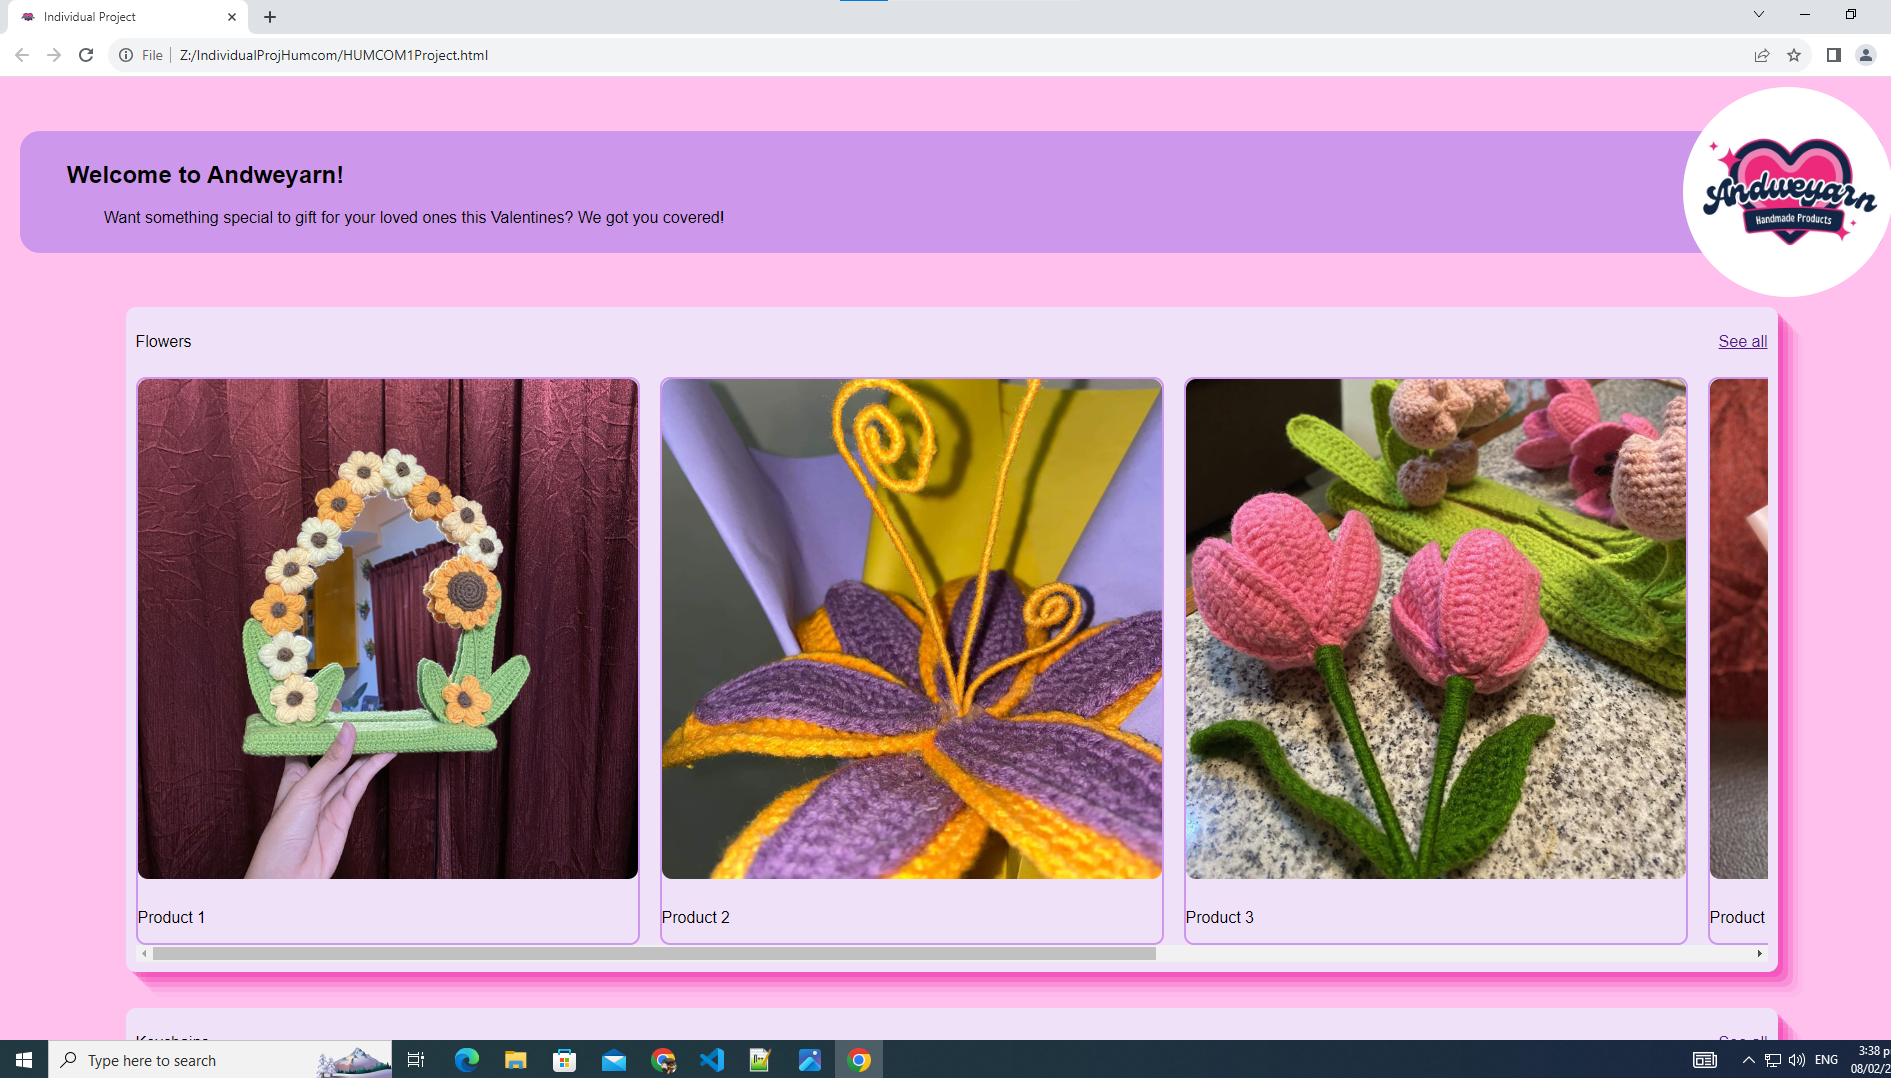 Individual Project
File
Z:/IndividualProjHumcom/HUMCOM1Project.html
Welcome to Andweyarn!
Want something special to gift for your loved ones this Valentines? We got you covered!
Andweyarn
Handmade Products
Flowers
See all
Product 1
Product 2
Product 3
Product
See all
Type here to search
ENG
3:38 p
08/02/2